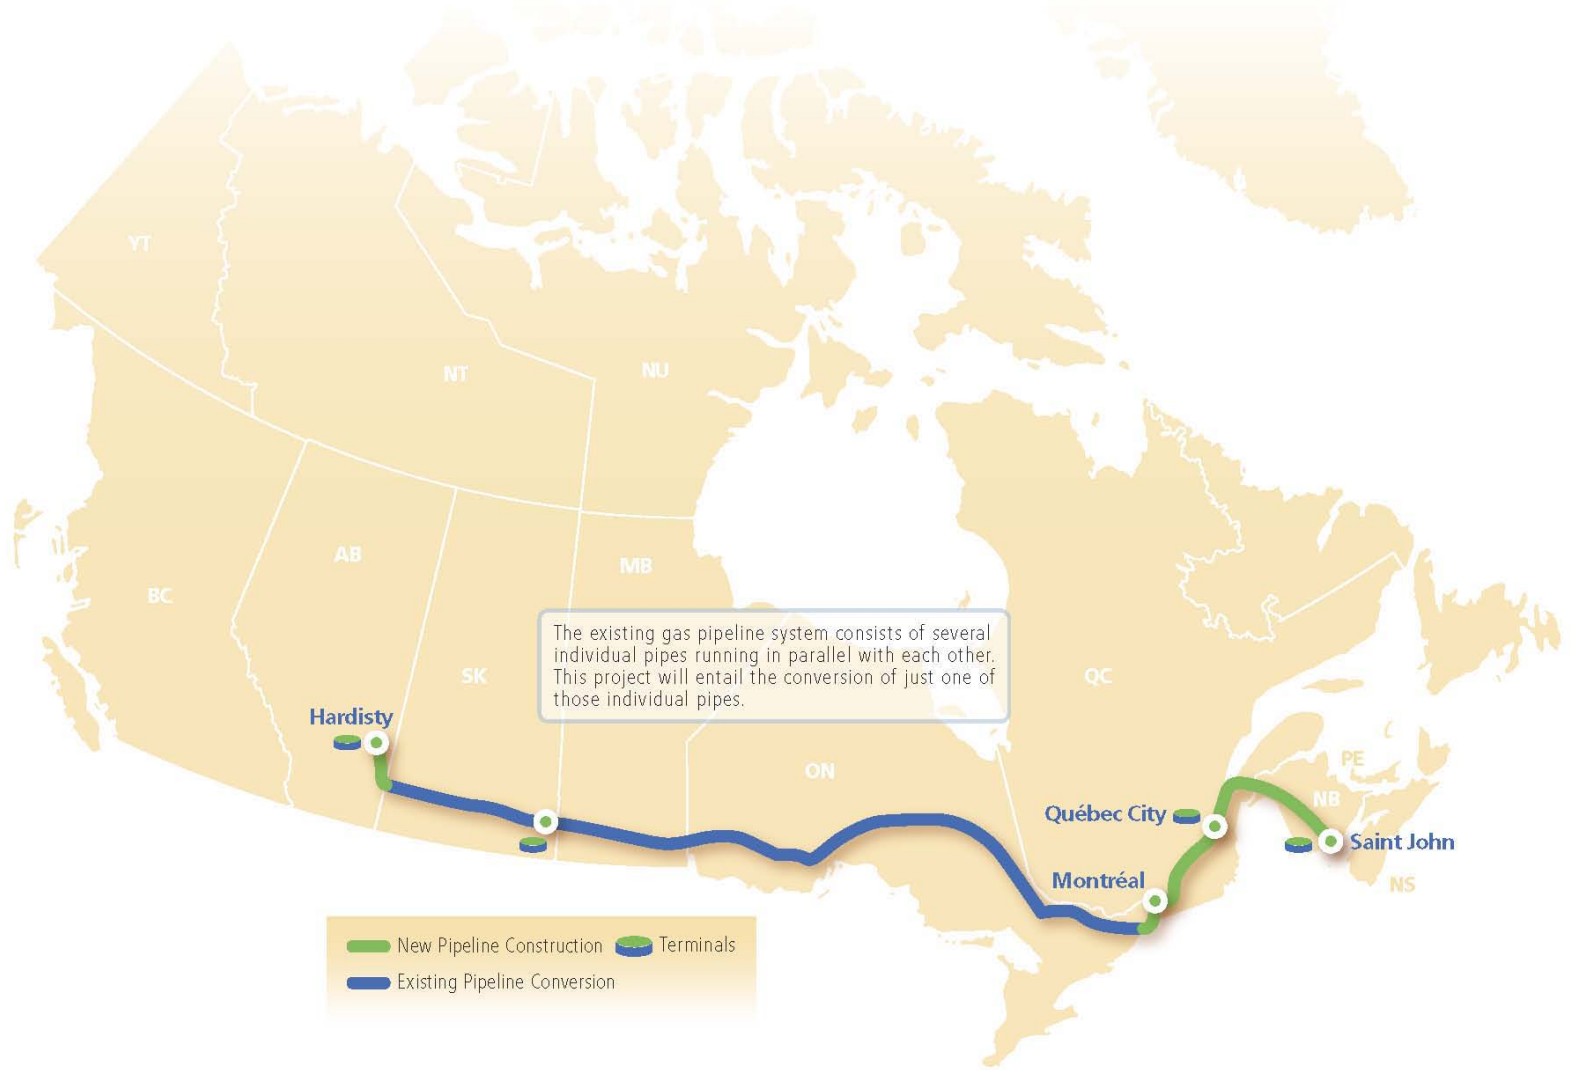 YT
NT
NU
BC
AB
SK
MB
The existing gas pipeline system consists of several
individual pipes running in parallel with each other.
This project will entail the conversion of just one of
those individual pipes.
QC
ON
PE
NB
NS
Hardisty
Québec City
Saint John
Montréal
New Pipeline Construction
Terminals
Existing Pipeline Conversion